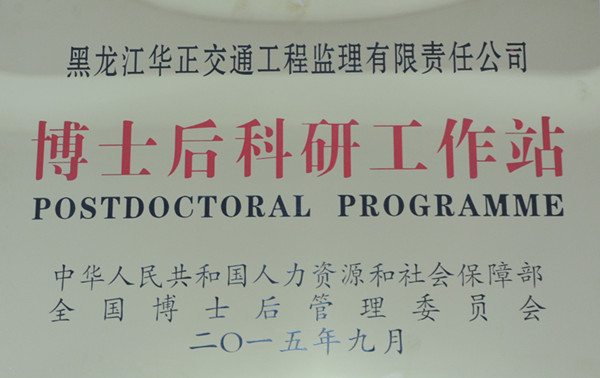 黑龙江华正交通工程监理有限责任公司
博士后科研工作站
POSTDOCTORAL PROGRAMME
中华人民共和国人力资源和社会保障部
全国博士后管理委员会
二〇一五年九月